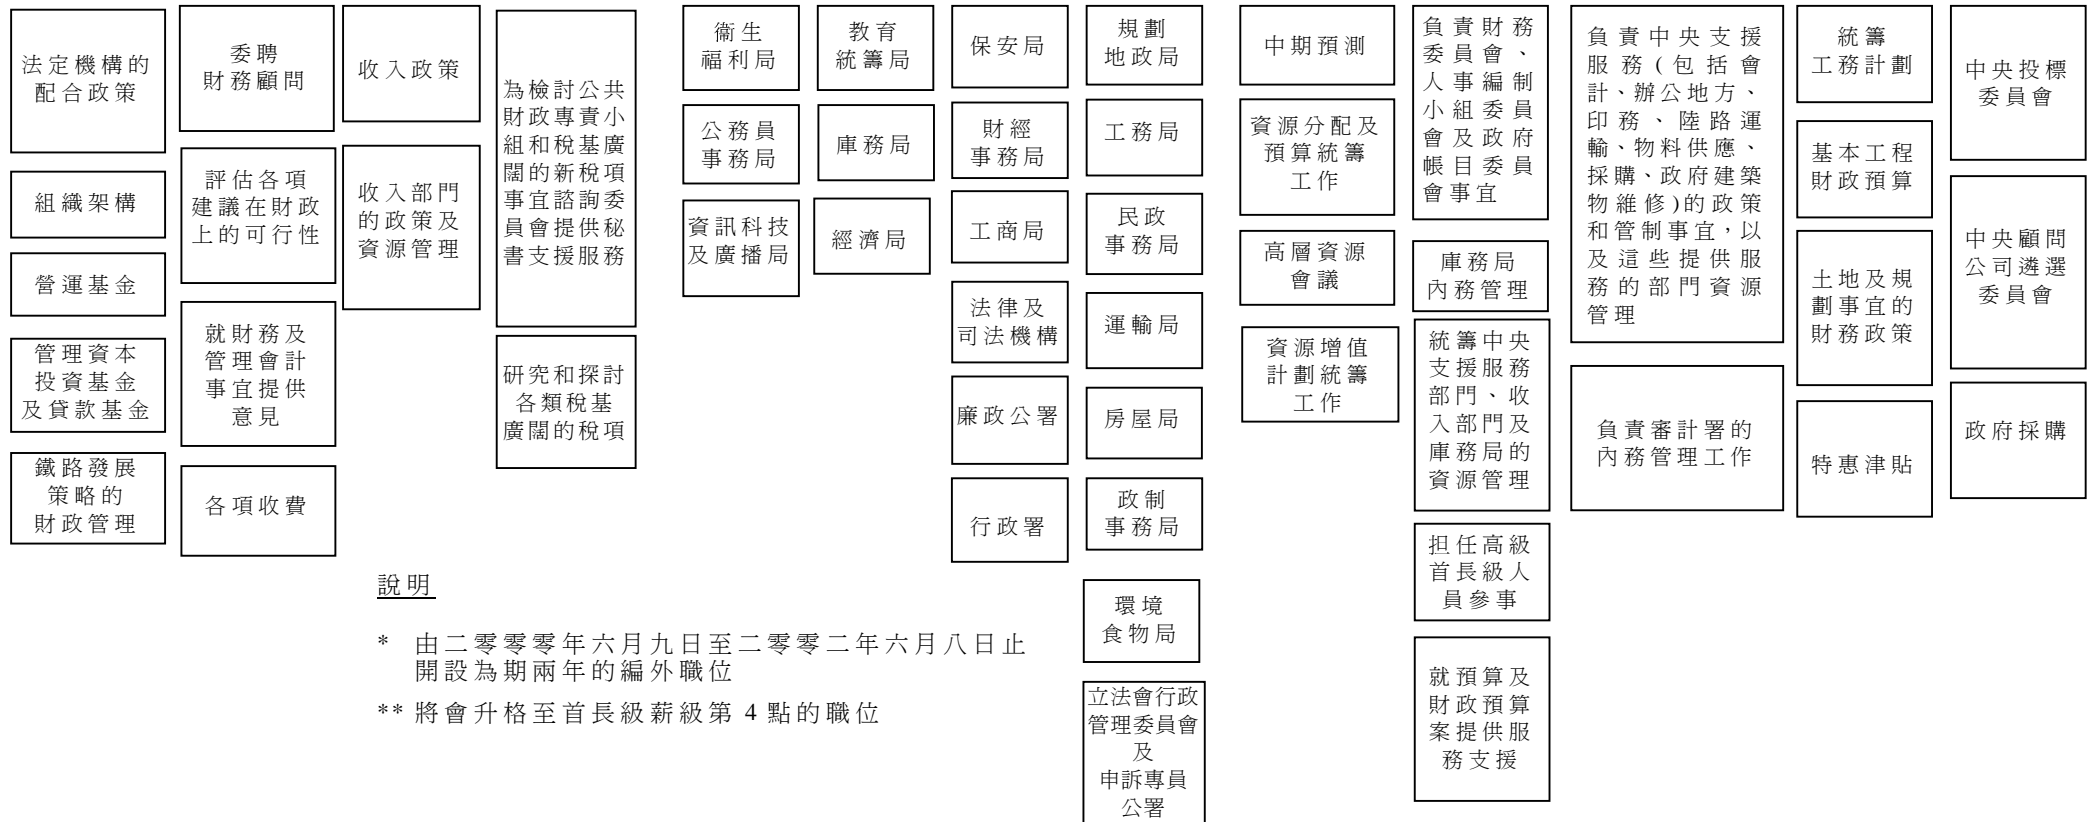 法定機構的
配合政策
組織架構
營運基金
管理資本
投資基金
及貸款基金
鐵路發展
策略的
財政管理
委聘
財務顧問
評估各項
建議在財政
上的可行性
就財務及
管理會計
事宜提供
意見
各項收費
收入政策
收入部門
的政策及
資源管理
為檢討公共
財政專責小
組和稅基廣
闊的新稅項
事宜諮詢委
員會提供秘
書支援服務
研究和探討
各類稅基
廣闊的稅項
衞生
福利局
公務員
事務局
資訊科技
及廣播局
教育
統籌局
庫務局
經濟局
保安局
財經
事務局
工商局
法律及
司法機構
廉政公署
行政署
規劃
地政局
工務局
民政
事務局
運輸局
房屋局
政制
事務局
環境
食物局
立法會行政
管理委員會
及
申訴專員
公署
中期預測
資源分配及
預算統籌
工作
高層資源
會議
資源增值
計劃統籌
工作
負責財務
委員會、
人事編制
小組委員
會及政府
帳目委員
會事宜
庫務局
內務管理
統籌中央
支援服務
部門、收
入部門及
庫務局的
資源管理
担任高級
首長級人
員參事
就預算及
財政預算
案提供服
務支援
負責中央支援
服務(包括會
計、辦公地方、
印務、陸路運
輸、物料供應、
採購、政府建築
物維修)的政策
和管制事宜，以
及這些提供服
務的部門資源
管理
負責審計署的
內務管理工作
統籌
工務計劃
基本工程
財政預算
土地及規
劃事宜的
財務政策
特惠津貼
中央投標
委員會
中央顧問
公司遴選
委員會
政府採購
說明
* 由二零零零年六月九日至二零零二年六月八日止
開設為期兩年的編外職位
** 將會升格至首長級薪級第 4 點的職位